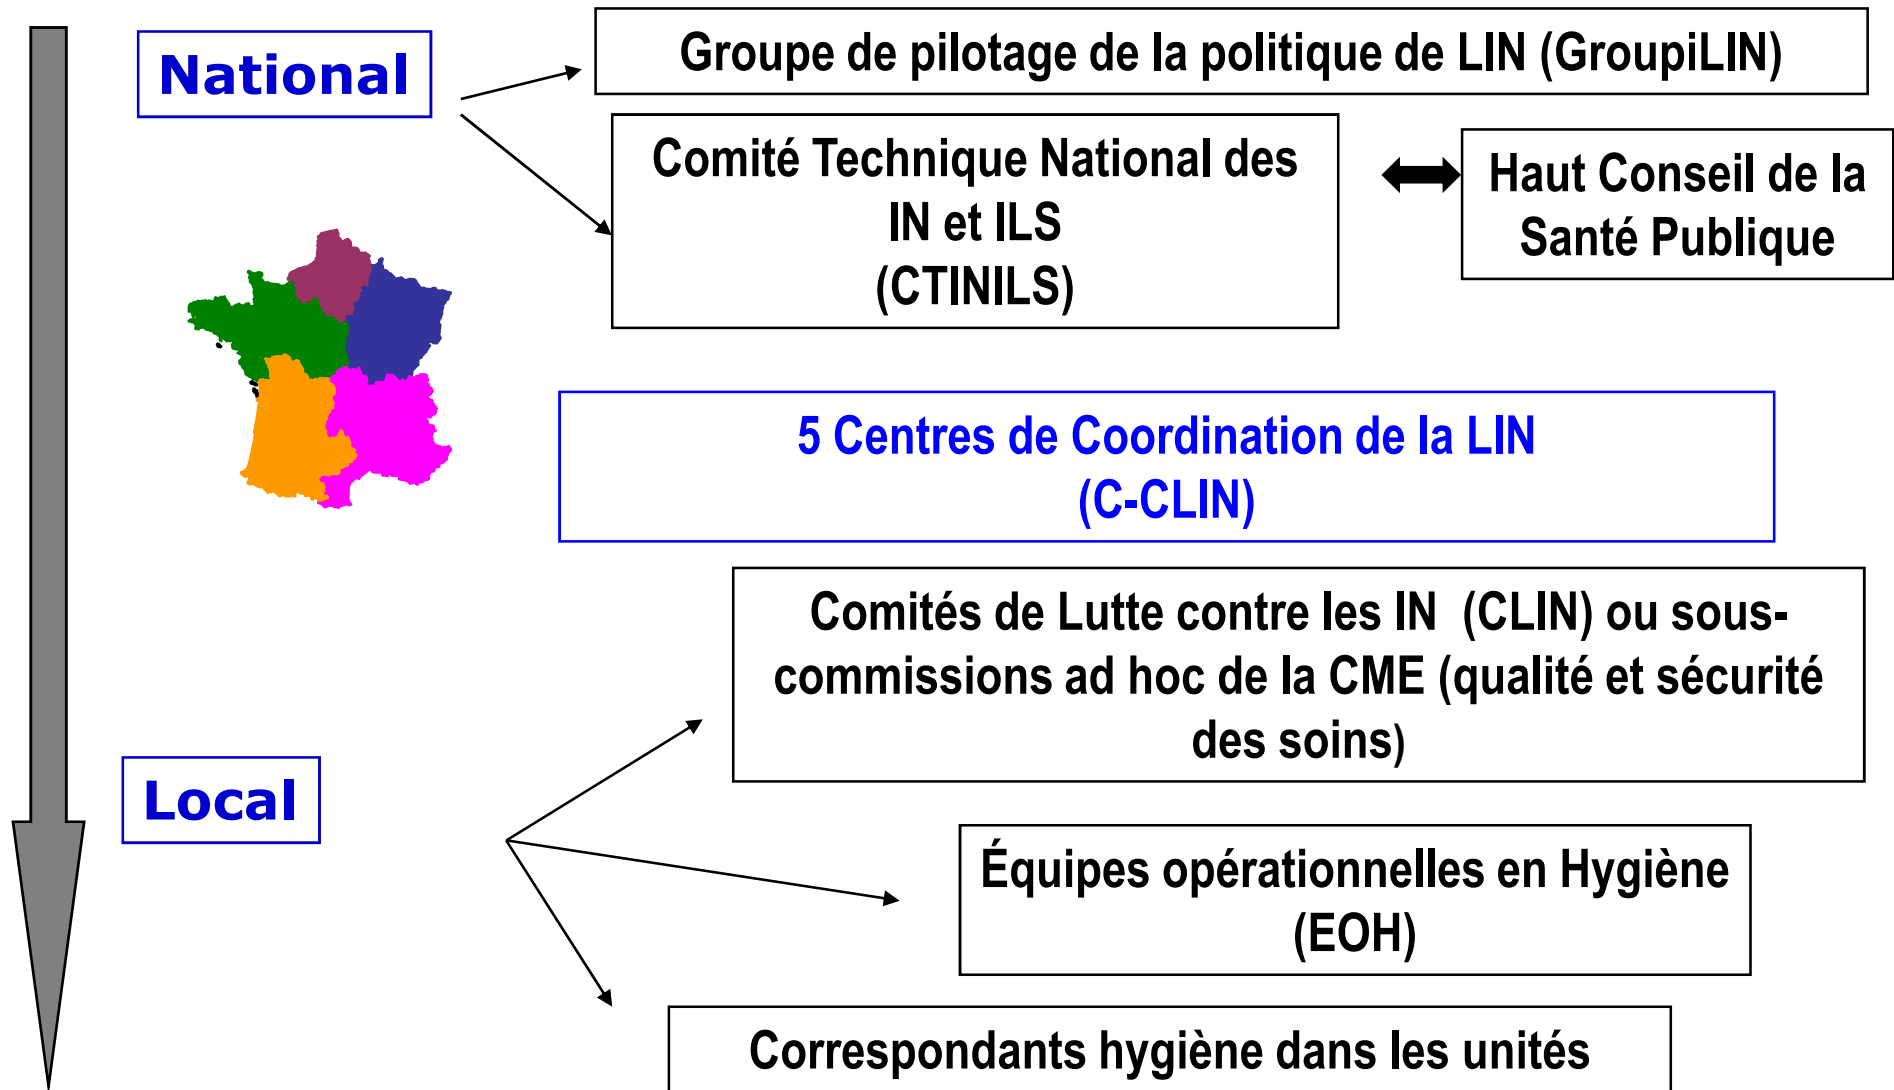 National
Groupe de pilotage de la politique de LIN (GroupiLIN)
Comité Technique National des
IN et ILS
(CTINILS)
Haut Conseil de la
Santé Publique
5 Centres de Coordination de la LIN
(C-CLIN)
Comités de Lutte contre les IN (CLIN) ou sous-
commissions ad hoc de la CME (qualité et sécurité
des soins)
Local
Équipes opérationnelles en Hygiène
(EOH)
Correspondants hygiène dans les unités